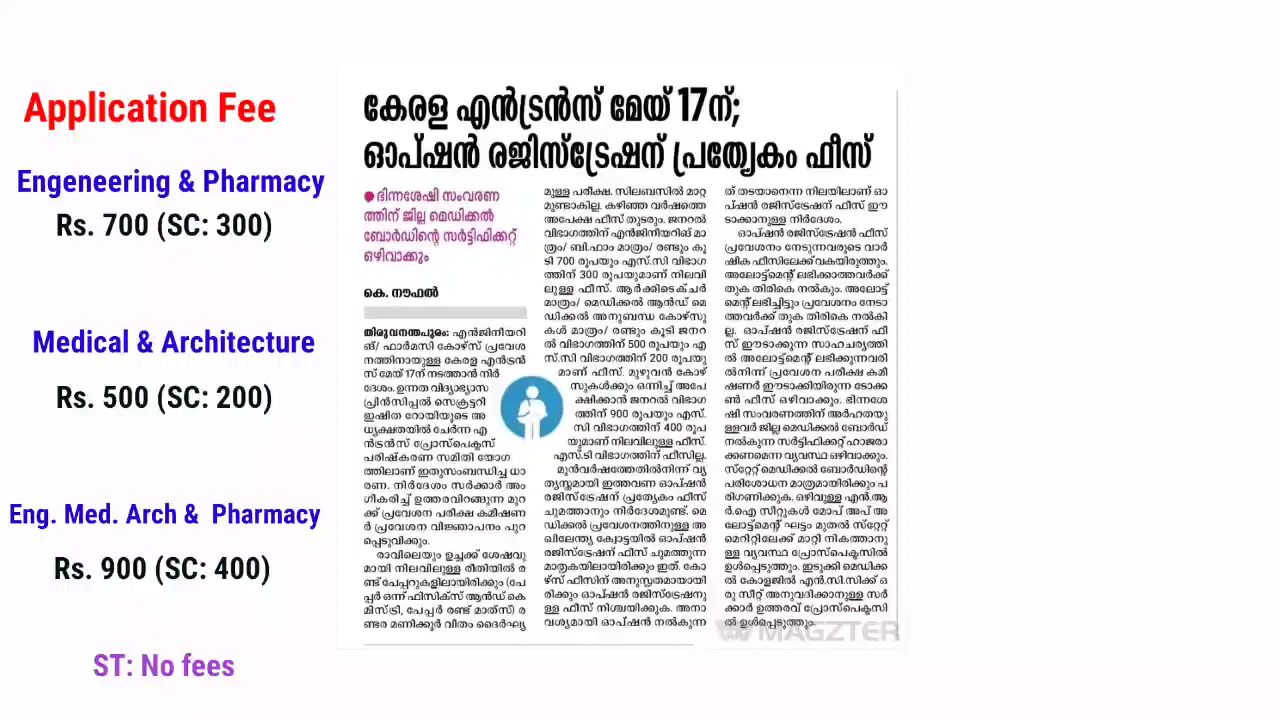 Application Fee
Engeneering & Pharmacy
Rs. 700 (SC: 300)
Medical & Architecture
Rs. 500 (SC: 200)
Eng. Med. Arch &  Pharmacy
Rs. 900 (SC: 400)
ST: No fees
കേരള എൻട്രൻസ് മേയ് 17ന്;
ഓപ്ഷൻ രജിസ്ട്രേഷന് പ്രത്യേകം ഫീസ്
ഭിന്നശേഷി സംവരണ
ത്തിന് ജില്ല മെഡിക്കൽ
ബോർഡിന്റെ സർട്ടിഫിക്കറ്റ്
ഒഴിവാക്കും
കെ. നൗഫൽ
തിരുവനന്തപുരം: എൻജിനീയറി
ങ്/ ഫാർമസി കോഴ്സ് പ്രവേശ
നത്തിനായുള്ള കേരള എൻട്രൻ
സ് മേയ് 17ന് നടത്താൻ നിർ
ദേശം. ഉന്നത വിദ്യാഭ്യാസ
പ്രിൻസിപ്പൽ സെക്രട്ടറി
ഇഷിത റോയിയുടെ അ
ധ്യക്ഷതയിൽ ചേർന്ന എ
ൻട്രൻസ് പ്രോസ്പെക്ടസ്
പരിഷ്കരണ സമിതി യോഗ
ത്തിലാണ് ഇതുസംബന്ധിച്ച ധാ
രണ. നിർദേശം സർക്കാർ അം
ഗീകരിച്ച് ഉത്തരവിറങ്ങുന്ന മുറ
ക്ക് പ്രവേശന പരീക്ഷ കമീഷണ
ർ പ്രവേശന വിജ്ഞാപനം പുറ
പ്പെടുവിക്കും.
രാവിലെയും ഉച്ചക്ക് ശേഷവു
മായി നിലവിലുള്ള രീതിയിൽ ര
ണ്ട് പേപ്പറുകളിലായിരിക്കും (പേ
പ്പർ ഒന്ന് ഫിസിക്സ് ആൻഡ് കെ
മിസ്ട്രി, പേപ്പർ രണ്ട് മാത്സ്) ര
ണ്ടര മണിക്കൂർ വീതം ദൈർഘ്യ
മുള്ള പരീക്ഷ. സിലബസിൽ മാറ്റ
മുണ്ടാകില്ല. കഴിഞ്ഞ വർഷത്തെ
അപേക്ഷ ഫീസ് തുടരും. ജനറൽ
വിഭാഗത്തിന് എൻജിനീയറിങ് മാ
ത്രം/ ബി.ഫാം മാത്രം/ രണ്ടും കൂ
ടി 700 രൂപയും എസ്.സി വിഭാഗ
ത്തിന് 300 രൂപയുമാണ് നിലവി
ലുള്ള ഫീസ്. ആർക്കിടെക്ചർ
മാത്രം/ മെഡിക്കൽ ആൻഡ് മെ
ഡിക്കൽ അനുബന്ധ കോഴ്സു
കൾ മാത്രം/ രണ്ടും കൂടി ജനറ
ൽ വിഭാഗത്തിന് 500 രൂപയും എ
സ്.സി വിഭാഗത്തിന് 200 രൂപയു
മാണ് ഫീസ്. മുഴുവൻ കോഴ്
സുകൾക്കും ഒന്നിച്ച് അപേ
ക്ഷിക്കാൻ ജനറൽ വിഭാഗ
ത്തിന് 900 രൂപയും എസ്.
സി വിഭാഗത്തിന് 400 രൂപ
യുമാണ് നിലവിലുള്ള ഫീസ്.
എസ്.ടി വിഭാഗത്തിന് ഫീസില്ല.
മുൻവർഷത്തേതിൽനിന്ന് വ്യ
ത്യസ്തമായി ഇത്തവണ ഓപ്ഷൻ
രജിസ്ട്രേഷന് പ്രത്യേകം ഫീസ്
ചുമത്താനും നിർദേശമുണ്ട്. മെ
ഡിക്കൽ പ്രവേശനത്തിനുള്ള അ
ഖിലേന്ത്യ ക്വോട്ടയിൽ ഓപ്ഷൻ
രജിസ്ട്രേഷന് ഫീസ് ചുമത്തുന്ന
മാതൃകയിലായിരിക്കും ഇത്. കോ
ഴ്സ് ഫീസിന് അനുസൃതമായായി
രിക്കും ഓപ്ഷൻ രജിസ്ട്രേഷനു
ള്ള ഫീസ് നിശ്ചയിക്കുക. അനാ
വശ്യമായി ഓപ്ഷൻ നൽകുന്ന
ത് തടയാനെന്ന നിലയിലാണ് ഓ
പ്ഷൻ രജിസ്ട്രേഷന് ഫീസ് ഈ
ടാക്കാനുള്ള നിർദേശം.
ഓപ്ഷൻ രജിസ്ട്രേഷൻ ഫീസ്
പ്രവേശനം നേടുന്നവരുടെ വാർ
ഷിക ഫീസിലേക്ക് വകയിരുത്തും.
അലോട്ട്മെന്റ് ലഭിക്കാത്തവർക്ക്
തുക തിരികെ നൽകും. അലോട്ട്
മെന്റ് ലഭിച്ചിട്ടും പ്രവേശനം നേടാ
ത്തവർക്ക് തുക തിരികെ നൽകി
ല്ല. ഓപ്ഷൻ രജിസ്ട്രേഷന് ഫീ
സ് ഈടാക്കുന്ന സാഹചര്യത്തി
ൽ അലോട്ട്മെന്റ് ലഭിക്കുന്നവരി
ൽനിന്ന് പ്രവേശന പരീക്ഷ കമീ
ഷണർ ഈടാക്കിയിരുന്ന ടോക്ക
ൺ ഫീസ് ഒഴിവാക്കും. ഭിന്നശേ
ഷി സംവരണത്തിന് അർഹതയു
ള്ളവർ ജില്ല മെഡിക്കൽ ബോർഡ്
നൽകുന്ന സർട്ടിഫിക്കറ്റ് ഹാജരാ
ക്കണമെന്ന വ്യവസ്ഥ ഒഴിവാക്കും.
സ്റ്റേറ്റ് മെഡിക്കൽ ബോർഡിന്റെ
പരിശോധന മാത്രമായിരിക്കും പ
രിഗണിക്കുക. ഒഴിവുള്ള എൻ.ആ
ർ.ഐ സീറ്റുകൾ മോപ് അപ് അ
ലോട്ട്മെന്റ് ഘട്ടം മുതൽ സ്റ്റേറ്റ്
മെറിറ്റിലേക്ക് മാറ്റി നികത്താനു
ള്ള വ്യവസ്ഥ പ്രോസ്പെക്ടസിൽ
ഉൾപ്പെടുത്തും. ഇടുക്കി മെഡിക്ക
ൽ കോളജിൽ എൻ.സി.സിക്ക് ഒ
രു സീറ്റ് അനുവദിക്കാനുള്ള സർ
ക്കാർ ഉത്തരവ് പ്രോസ്പെക്ടസി
ൽ ഉൾപ്പെടുത്തും.
MAGZTER